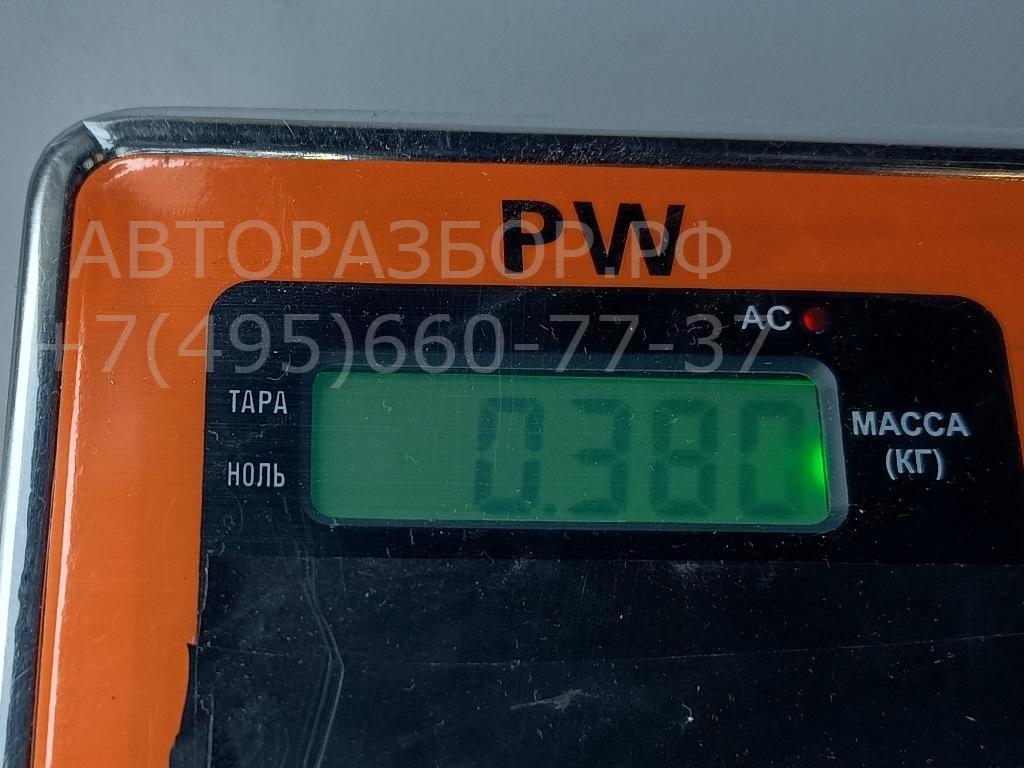 PW
АВТОРАЗБОР.РФ
AC
+7(495)660-77-37
ТАРА
0.380
МАССА
(КГ)
НОЛЬ